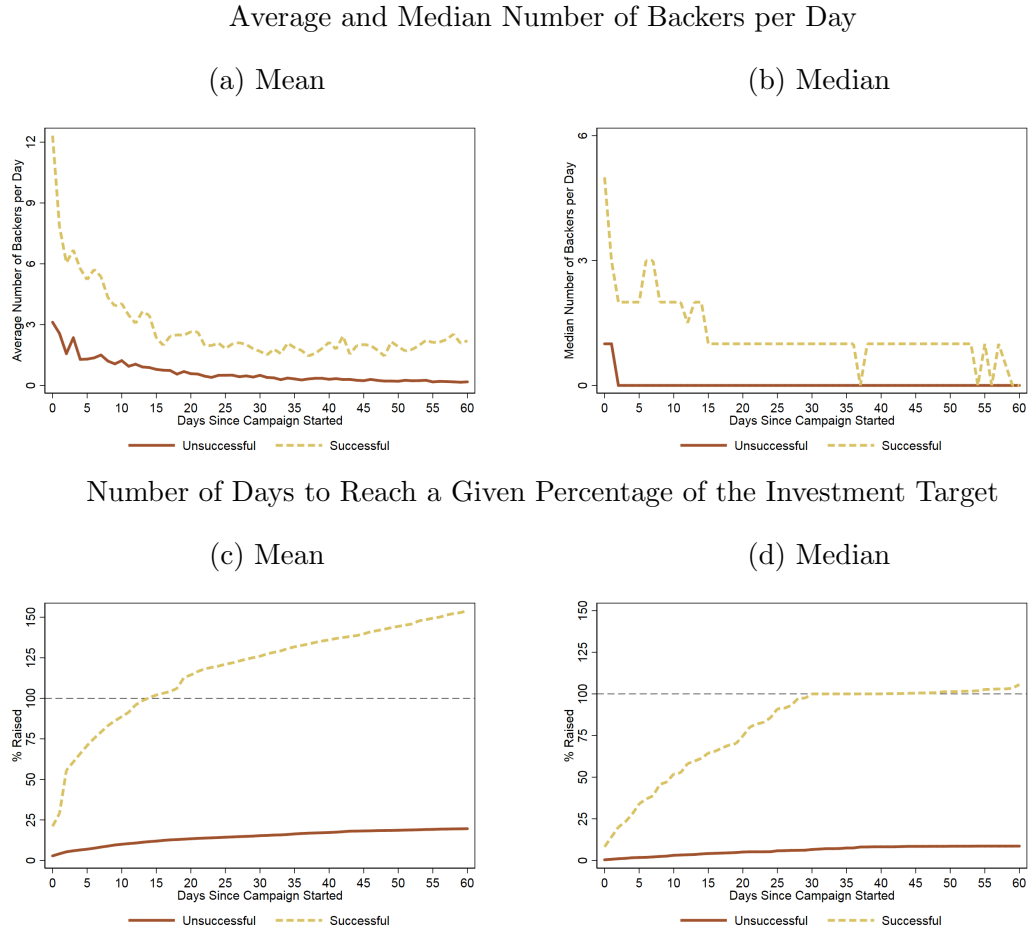 Average and Median Number of Backers per Day
(a) Mean
(b) Median
Average Number of Backers per Day
12
9
6
3
0
0 5 10 15 20 25 30 35 40 45 50 55 60
Days Since Campaign Started
Unsuccessful Successful
Median Number of Backers per Day
6
3
0
0 5 10 15 20 25 30 35 40 45 50 55 60
Days Since Campaign Started
Unsuccessful Successful
Number of Days to Reach a Given Percentage of the Investment Target
(c) Mean
(d) Median
% Raised
150
125
100
75
50
25
0
0 5 10 15 20 25 30 35 40 45 50 55 60
Days Since Campaign Started
Unsuccessful Successful
% Raised
150
125
100
75
50
25
0
0 5 10 15 20 25 30 35 40 45 50 55 60
Days Since Campaign Started
Unsuccessful Successful